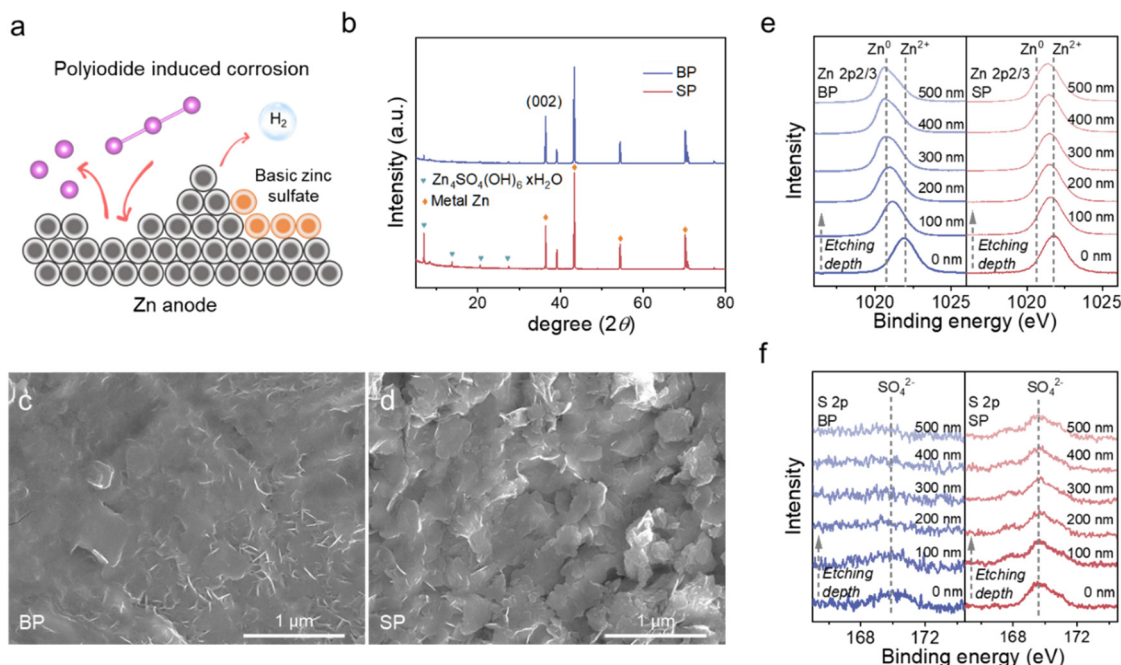 a
Polyiodide induced corrosion
H2
Basic zinc
sulfate
Zn anode
b
Intensity (a.u.)
BP
SP
(002)
Zn4SO4(OH)6 xH2O
Metal Zn
20
40
60
80
degree (2θ)
c
BP
1 μm
d
SP
1 μm
e
Zn0
Zn2+
Zn0
Zn2+
Zn 2p2/3
BP
Zn 2p2/3
SP
500 nm
400 nm
300 nm
200 nm
100 nm
0 nm
Etching
depth
500 nm
400 nm
300 nm
200 nm
100 nm
0 nm
Etching
depth
Intensity
1020
1025
1020
1025
Binding energy (eV)
f
SO42-
SO42-
S 2p
BP
S 2p
SP
500 nm
400 nm
300 nm
200 nm
100 nm
0 nm
Etching
depth
500 nm
400 nm
300 nm
200 nm
100 nm
0 nm
Etching
depth
Intensity
168
172
168
172
Binding energy (eV)